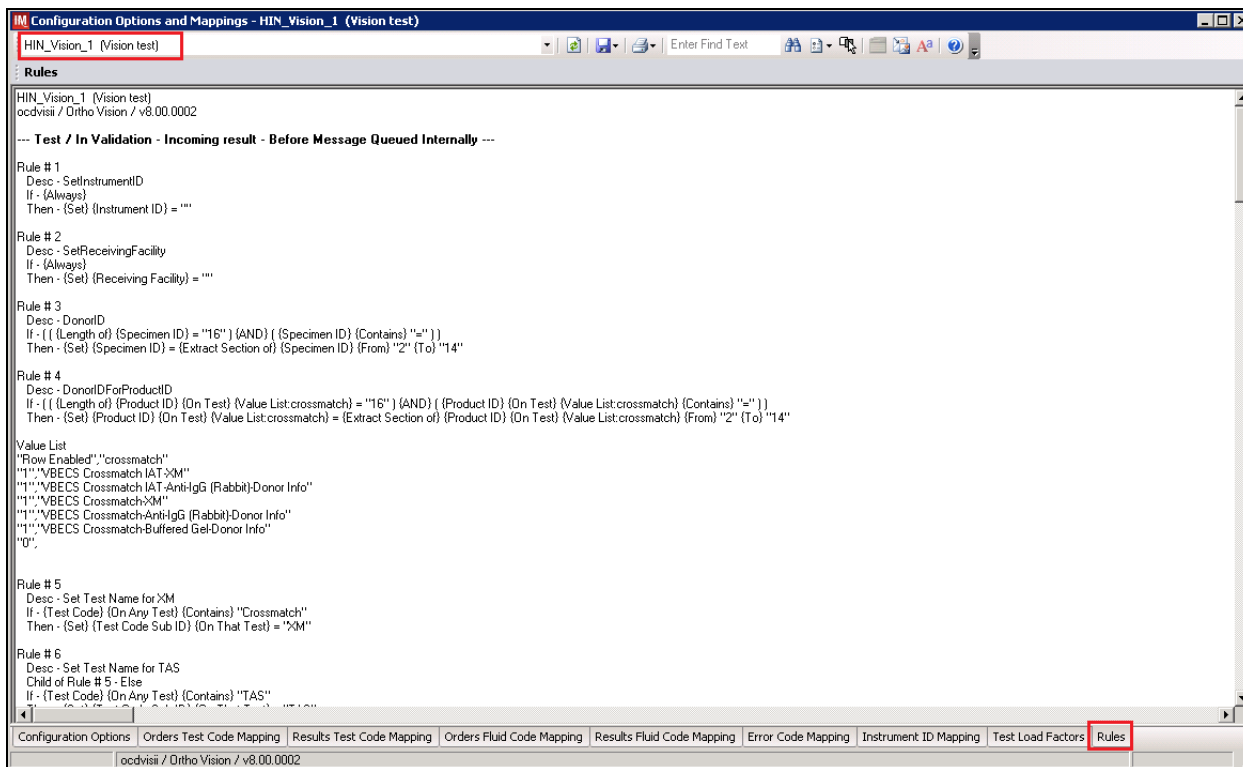 Configuration Options and Mappings - HIN_Vision_1 (Vision test)
HIN_Vision_1 (Vision test)
Enter Find Text
Rules
HIN_Vision_1 (Vision test)
ocdvisii / Ortho Vision / v8.00.0002
--- Test / In Validation - Incoming result - Before Message Queued Internally ---
Rule # 1
Desc - SetInstrumentID
If - {Always}
Then - {Set} {Instrument ID} = ""
Rule # 2
Desc - SetReceivingFacility
If - {Always}
Then - {Set} {Receiving Facility} = ""
Rule # 3
Desc - DonorID
If - ( ( {Length of} {Specimen ID} = "16" ) {AND} ( {Specimen ID} {Contains} "=" ) )
Then - {Set} {Specimen ID} = {Extract Section of} {Specimen ID} {From} "2" {To} "14"
Rule # 4
Desc - DonorIDForProductID
If - ( ( {Length of} {Product ID} {On Test} {Value List:crossmatch} = "16" ) {AND} ( {Product ID} {On Test} {Value List:crossmatch} {Contains} "=" ) )
Then - {Set} {Product ID} {On Test} {Value List:crossmatch} = {Extract Section of} {Product ID} {On Test} {Value List:crossmatch} {From} "2" {To} "14"
Value List
"Row Enabled","crossmatch"
"1","VBECS Crossmatch IAT-XM"
"1","VBECS Crossmatch IAT-Anti-IgG (Rabbit)-Donor Info"
"1","VBECS Crossmatch-XM"
"1","VBECS Crossmatch-Anti-IgG (Rabbit)-Donor Info"
"1","VBECS Crossmatch-Buffered Gel-Donor Info"
"0",
Rule # 5
Desc - Set Test Name for XM
If - {Test Code} {On Any Test} {Contains} "Crossmatch"
Then - {Set} {Test Code Sub ID} {On That Test} = "XM"
Rule # 6
Desc - Set Test Name for TAS
Child of Rule # 5 - Else
If - {Test Code} {On Any Test} {Contains} "TAS"
Configuration Options Orders Test Code Mapping Results Test Code Mapping Orders Fluid Code Mapping Results Fluid Code Mapping Error Code Mapping Instrument ID Mapping Test Load Factors Rules
ocdvisii / Ortho Vision / v8.00.0002